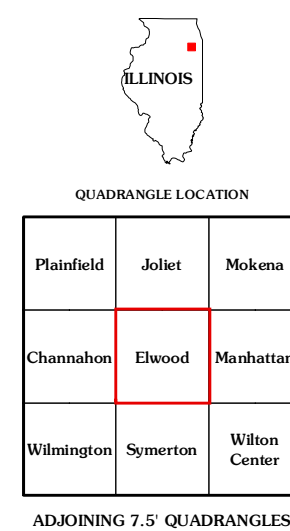 ILLINOIS
QUADRANGLE LOCATION
Plainfield Joliet Mokena
Channahon Elwood Manhattan
Wilmington Symerton Wilton Center
ADJOINING 7.5' QUADRANGLES